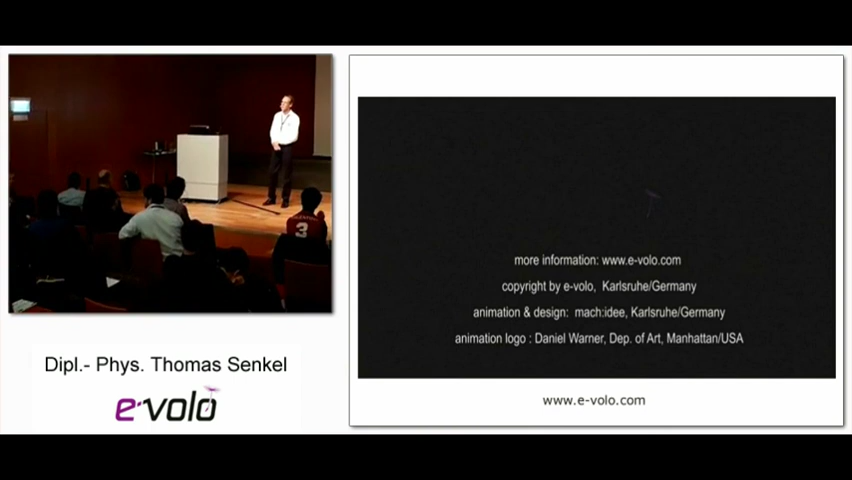 3
Dipl.- Phys. Thomas Senkel
e-volo
more information: www.e-volo.com
copyright by e-volo, Karlsruhe/Germany
animation & design: mach:idee, Karlsruhe/Germany
animation logo : Daniel Warner, Dep. of Art, Manhattan/USA
www.e-volo.com